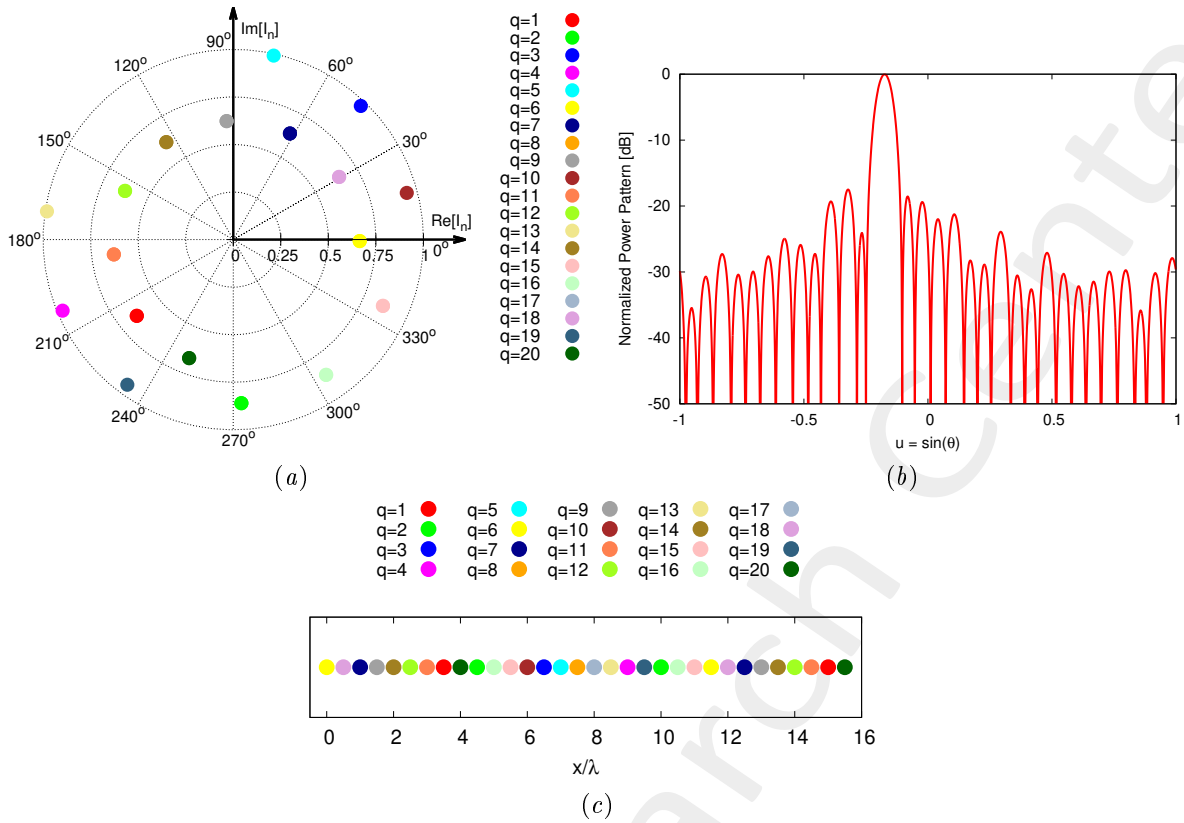 Im[I_n]
90°
60°
30°
Re[I_n]
0°
330°
300°
270°
240°
210°
180°
150°
120°
0 0.25 0.5 0.75 1
q=1
q=2
q=3
q=4
q=5
q=6
q=7
q=8
q=9
q=10
q=11
q=12
q=13
q=14
q=15
q=16
q=17
q=18
q=19
q=20
(a)
Normalized Power Pattern [dB]
0
-10
-20
-30
-40
-50
-1 -0.5 0 0.5 1
u = sin(θ)
(b)
q=1 q=5 q=9 q=13 q=17
q=2 q=6 q=10 q=14 q=18
q=3 q=7 q=11 q=15 q=19
q=4 q=8 q=12 q=16 q=20
0 2 4 6 8 10 12 14 16
x/λ
(c)
arch Cente